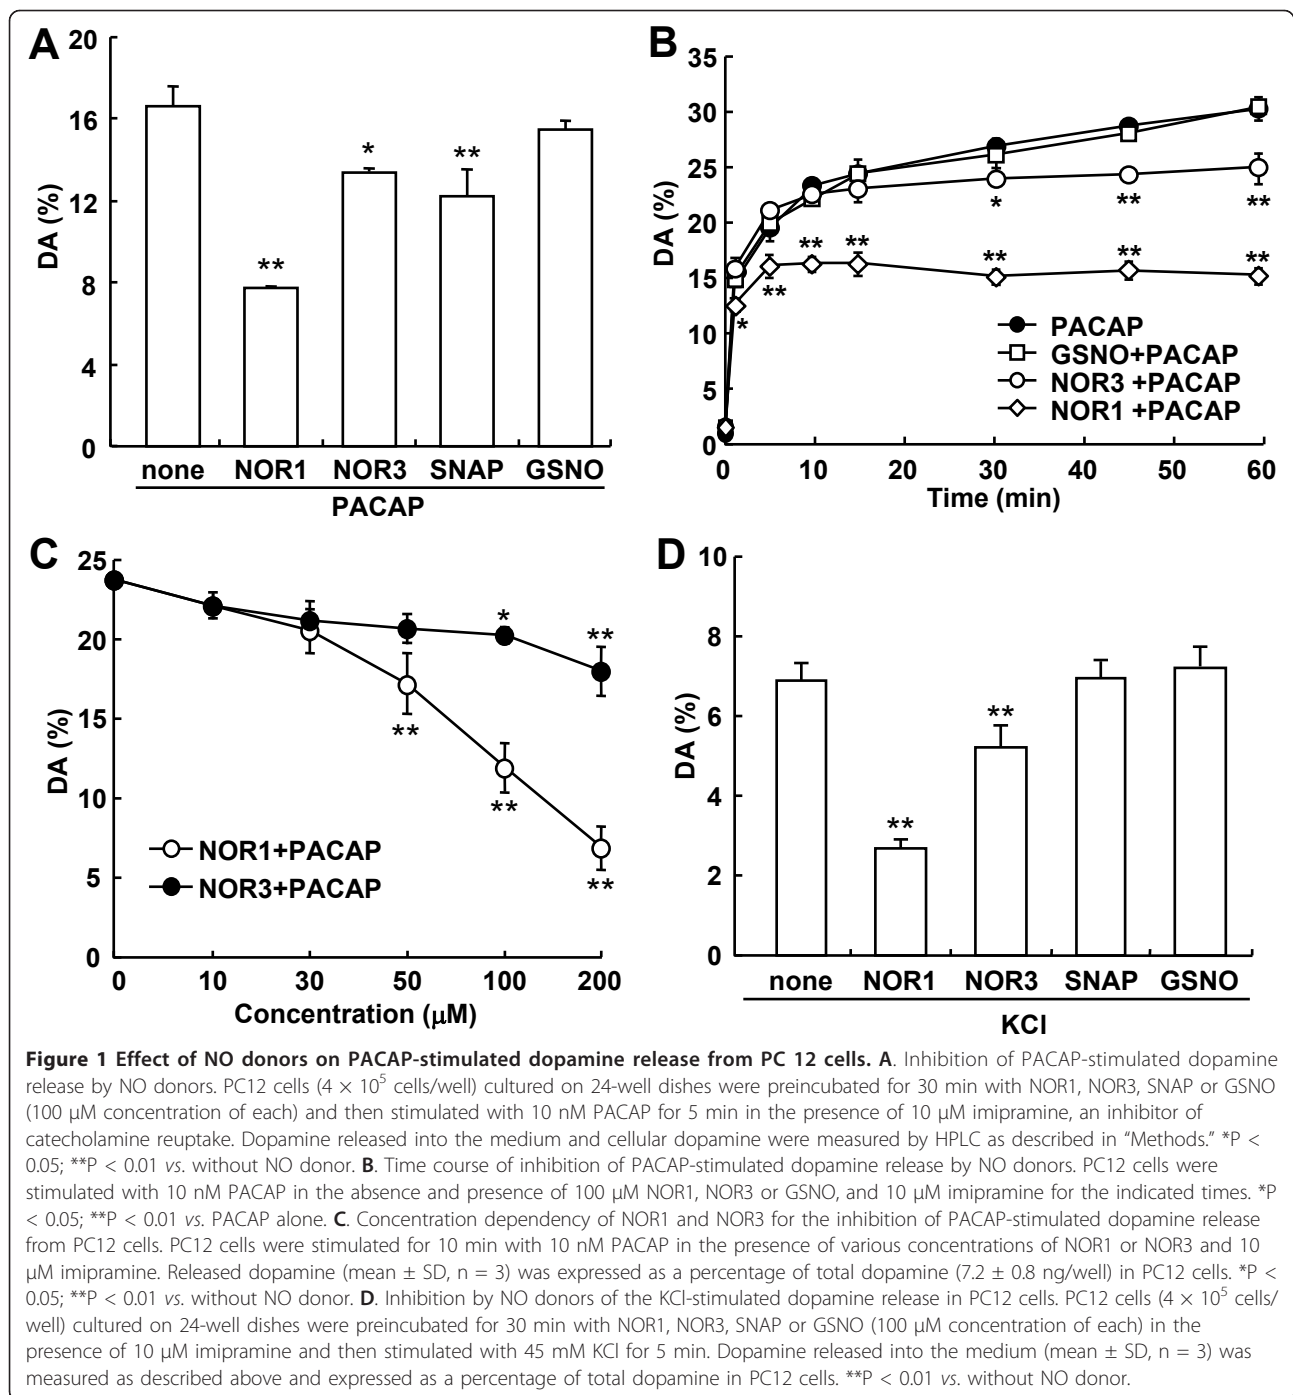 A
20
16
12
8
4
0
DA (%)
*
**
**
none NOR1 NOR3 SNAP GSNO
PACAP
B
35
30
25
20
15
10
5
0
DA (%)
* ** **
** ** ** ** **
**
*
PACAP
GSNO+PACAP
NOR3 +PACAP
NOR1 +PACAP
0 10 20 30 40 50 60
Time (min)
C
25
20
15
10
5
0
DA (%)
* **
**
**
**
NOR1+PACAP
NOR3+PACAP
0 10 30 50 100 200
Concentration (μM)
D
10
8
6
4
2
0
DA (%)
**
**
none NOR1 NOR3 SNAP GSNO
KCl
Figure 1 Effect of NO donors on PACAP-stimulated dopamine release from PC 12 cells. A. Inhibition of PACAP-stimulated dopamine
release by NO donors. PC12 cells (4 × 10⁵ cells/well) cultured on 24-well dishes were preincubated for 30 min with NOR1, NOR3, SNAP or GSNO
(100 μM concentration of each) and then stimulated with 10 nM PACAP for 5 min in the presence of 10 μM imipramine, an inhibitor of
catecholamine reuptake. Dopamine released into the medium and cellular dopamine were measured by HPLC as described in “Methods.” *P <
0.05; **P < 0.01 vs. without NO donor. B. Time course of inhibition of PACAP-stimulated dopamine release by NO donors. PC12 cells were
stimulated with 10 nM PACAP in the absence and presence of 100 μM NOR1, NOR3 or GSNO, and 10 μM imipramine for the indicated times. *P
< 0.05; **P < 0.01 vs. PACAP alone. C. Concentration dependency of NOR1 and NOR3 for the inhibition of PACAP-stimulated dopamine release
from PC12 cells. PC12 cells were stimulated for 10 min with 10 nM PACAP in the presence of various concentrations of NOR1 or NOR3 and 10
μM imipramine. Released dopamine (mean ± SD, n = 3) was expressed as a percentage of total dopamine (7.2 ± 0.8 ng/well) in PC12 cells. *P <
0.05; **P < 0.01 vs. without NO donor. D. Inhibition by NO donors of the KCl-stimulated dopamine release in PC12 cells. PC12 cells (4 × 10⁵ cells/
well) cultured on 24-well dishes were preincubated for 30 min with NOR1, NOR3, SNAP or GSNO (100 μM concentration of each) in the
presence of 10 μM imipramine and then stimulated with 45 mM KCl for 5 min. Dopamine released into the medium (mean ± SD, n = 3) was
measured as described above and expressed as a percentage of total dopamine in PC12 cells. **P < 0.01 vs. without NO donor.